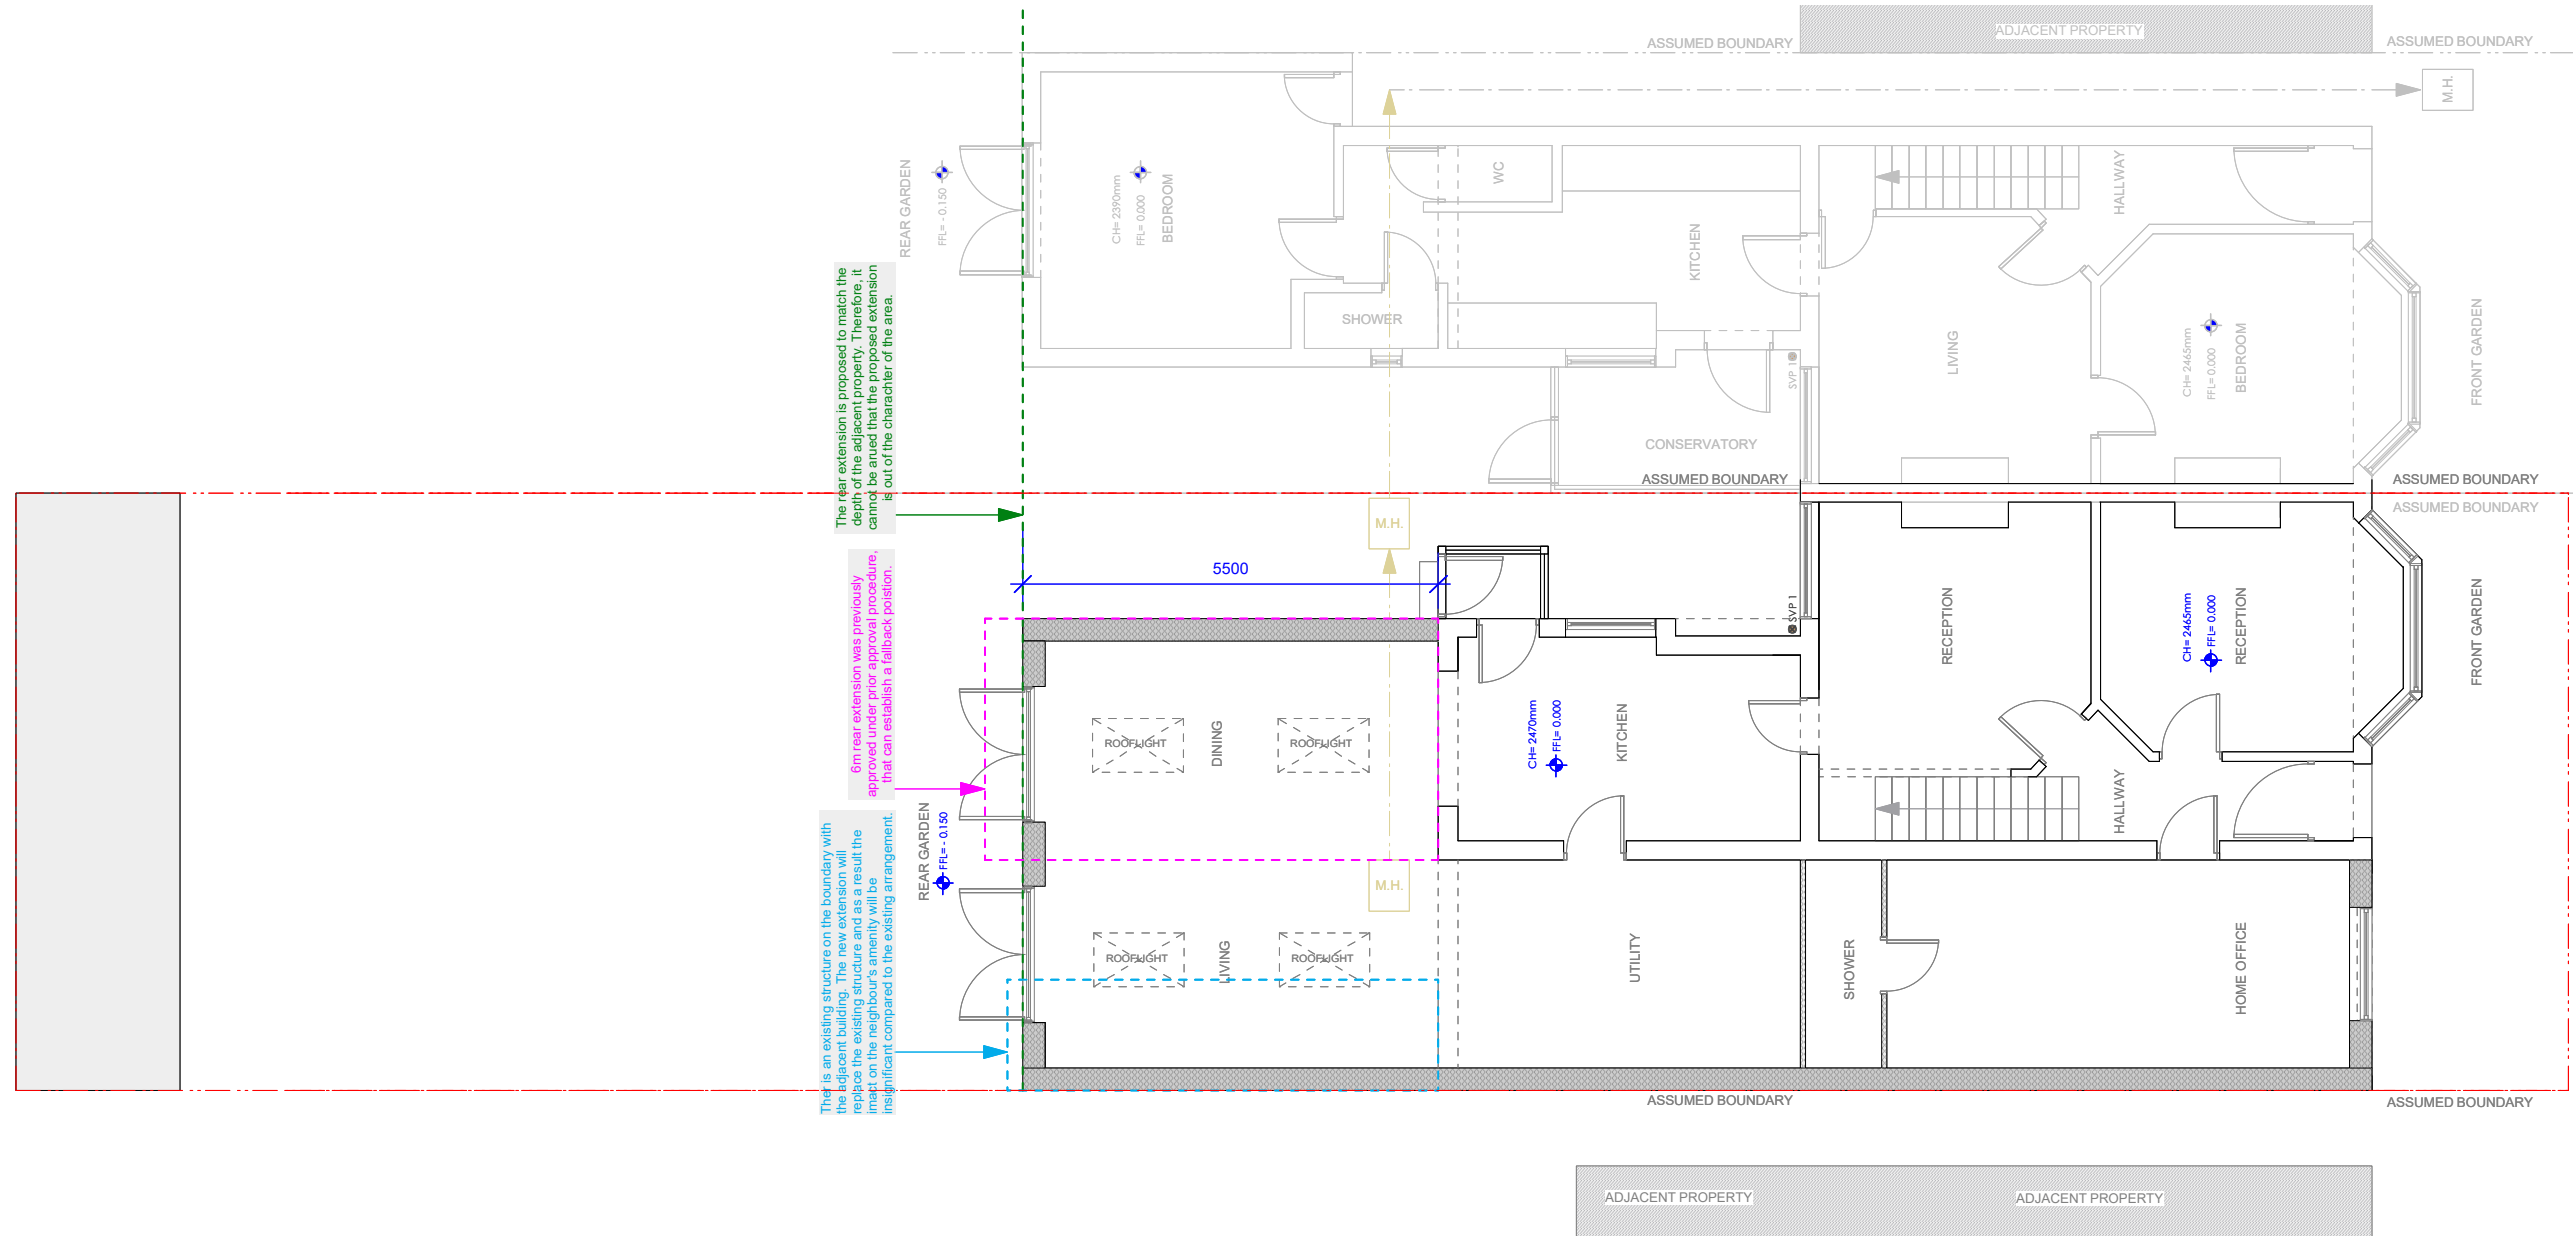 ADJACENT PROPERTY
ASSUMED BOUNDARY
ASSUMED BOUNDARY
M.H.
REAR GARDEN
FFL= - 0.150
CH= 2390mm
FFL= 0.000
BEDROOM
WC
SHOWER
KITCHEN
HALLWAY
LIVING
CH= 2465mm
FFL= 0.000
BEDROOM
FRONT GARDEN
SVP 1
CONSERVATORY
ASSUMED BOUNDARY
ASSUMED BOUNDARY
ASSUMED BOUNDARY
The rear extension is proposed to match the
depth of the adjacent property. Therefore, it
cannot be arued that the proposed extension
is out of the charachter of the area.
6m rear extension was previously
approved under prior approval procedure,
that can establish a fallback poistion.
Ther is an existing structure on the boundary with
the adjacent building. The new extension will
replace the existing structure and as a result the
imact on the neighbour's amenity will be
insignificant compared to the existing arrangement.
M.H.
5500
SVP 1
RECEPTION
CH= 2465mm
FFL= 0.000
RECEPTION
FRONT GARDEN
ROOFLIGHT
DINING
ROOFLIGHT
CH= 2470mm
FFL= 0.000
KITCHEN
HALLWAY
REAR GARDEN
FFL= - 0.150
M.H.
ROOFLIGHT
LIVING
ROOFLIGHT
UTILITY
SHOWER
HOME OFFICE
ASSUMED BOUNDARY
ASSUMED BOUNDARY
ADJACENT PROPERTY
ADJACENT PROPERTY